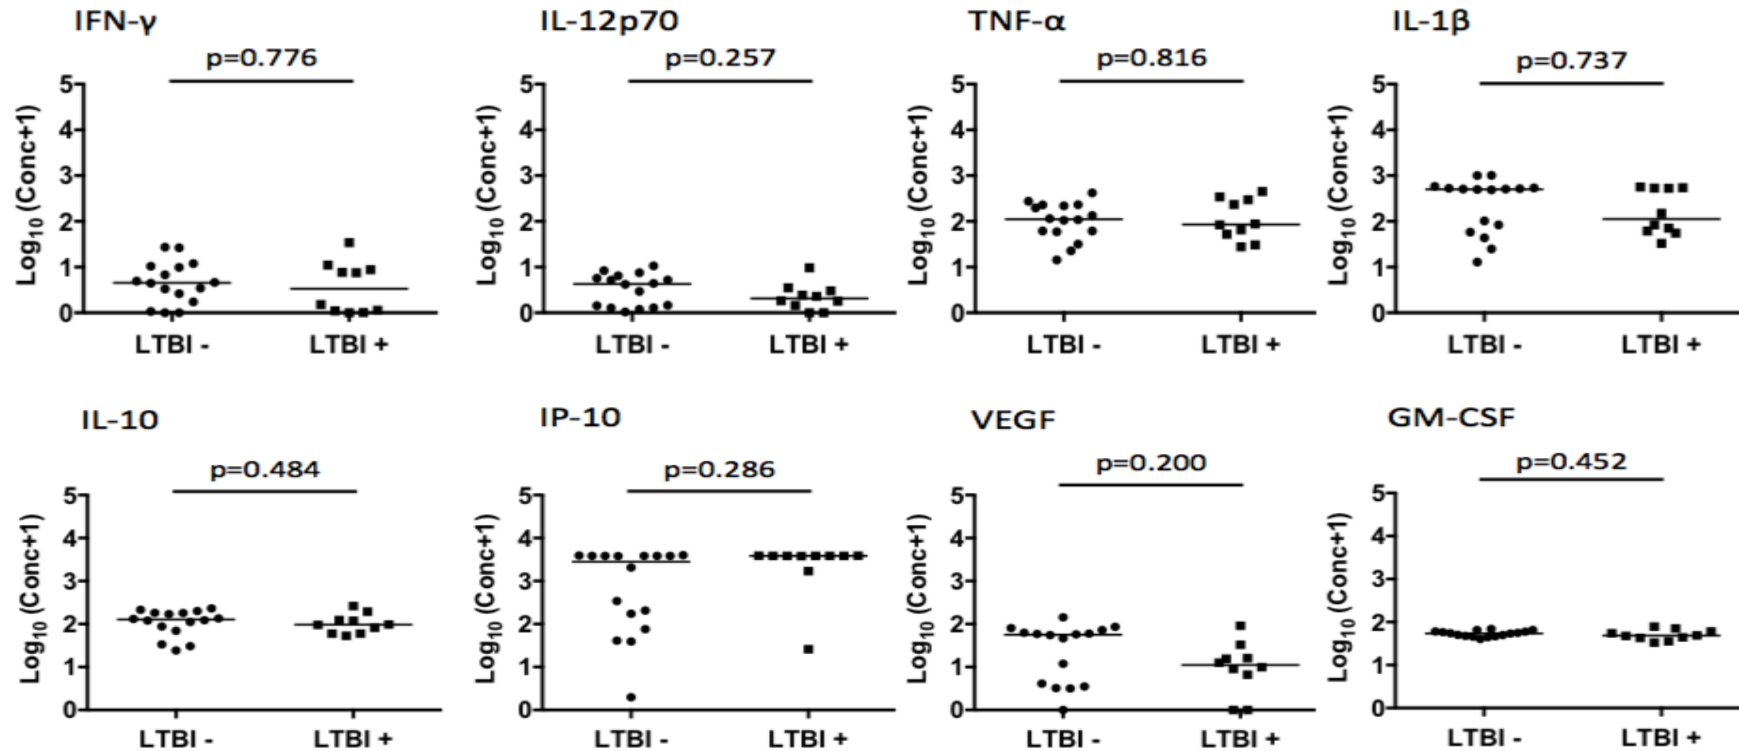 IFN-γ
p=0.776
Log10 (Conc+1)
5
4
3
2
1
0
LTBI -
LTBI +
IL-12p70
p=0.257
Log10 (Conc+1)
5
4
3
2
1
0
LTBI -
LTBI +
TNF-α
p=0.816
Log10 (Conc+1)
5
4
3
2
1
0
LTBI -
LTBI +
IL-1β
p=0.737
Log10 (Conc+1)
5
4
3
2
1
0
LTBI -
LTBI +
IL-10
p=0.484
Log10 (Conc+1)
5
4
3
2
1
0
LTBI -
LTBI +
IP-10
p=0.286
Log10 (Conc+1)
5
4
3
2
1
0
LTBI -
LTBI +
VEGF
p=0.200
Log10 (Conc+1)
5
4
3
2
1
0
LTBI -
LTBI +
GM-CSF
p=0.452
Log10 (Conc+1)
5
4
3
2
1
0
LTBI -
LTBI +